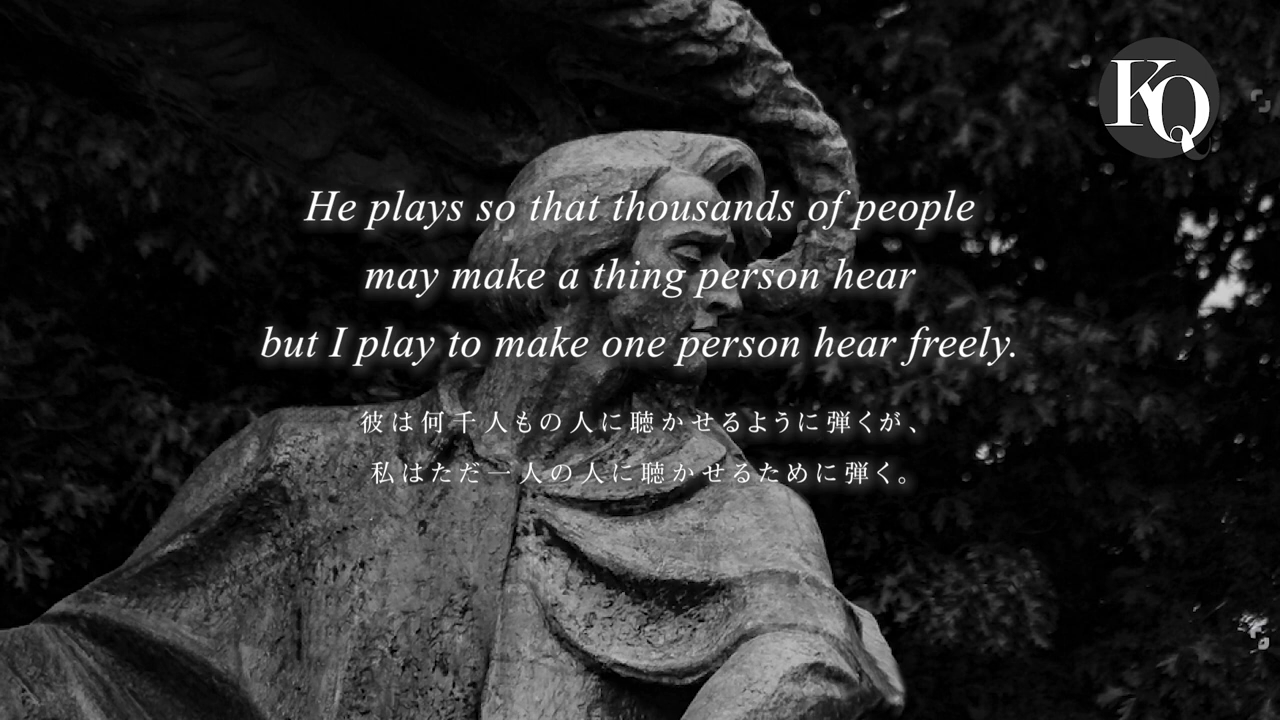 KQ
He plays so that thousands of people
may make a thing person hear
but I play to make one person hear freely.
彼は何千人もの人に聴かせるように弾くが、
私はただ一人の人に聴かせるために弾く。